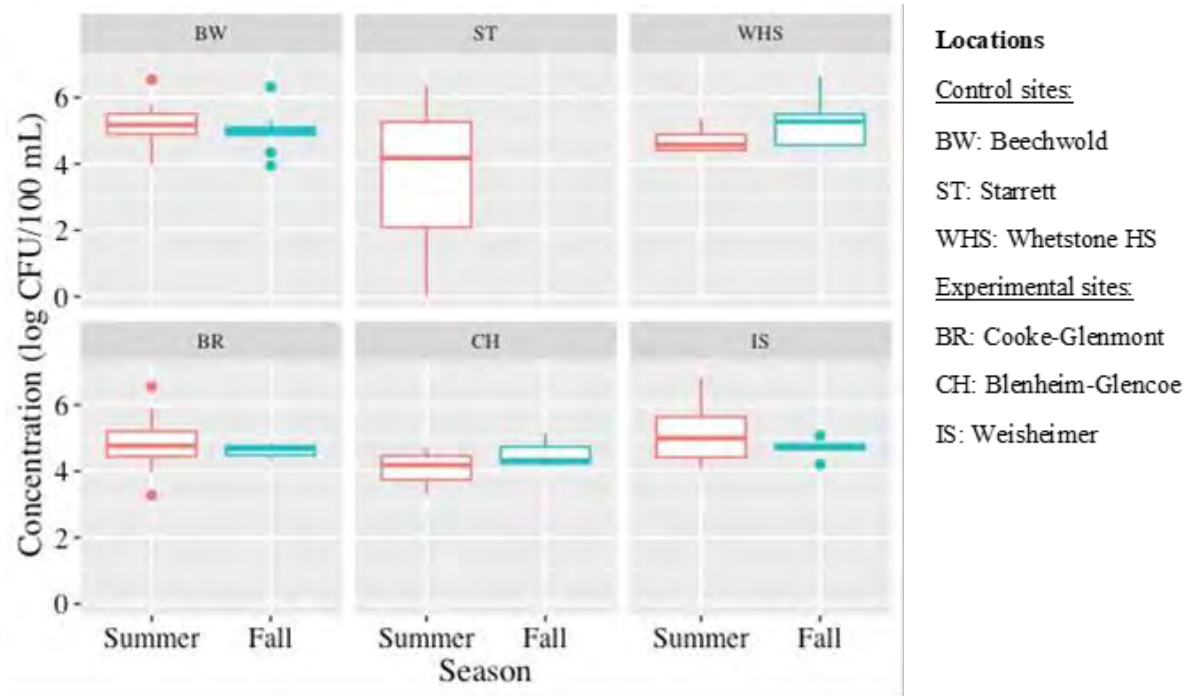 BW ST WHS
6
4
2
0
BR CH IS
6
4
2
0
Concentration (log CFU/100 mL)
Summer Fall Summer Fall Summer Fall
Season
Locations
Control sites:
BW: Beechwold
ST: Starrett
WHS: Whetstone HS
Experimental sites:
BR: Cooke-Glenmont
CH: Blenheim-Glencoe
IS: Weisheimer